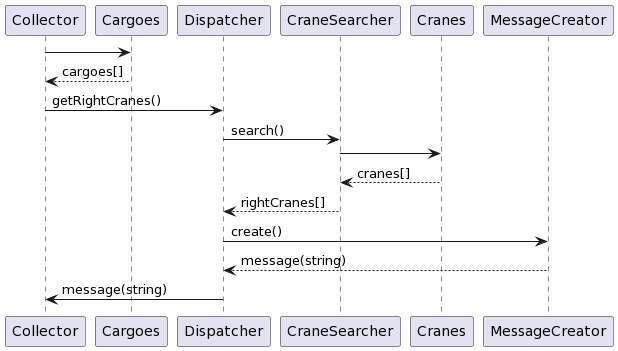 Collector Cargoes Dispatcher CraneSearcher Cranes MessageCreator
cargoes[]
getRightCranes()
search()
cranes[]
rightCranes[]
create()
message(string)
message(string)
Collector Cargoes Dispatcher CraneSearcher Cranes MessageCreator